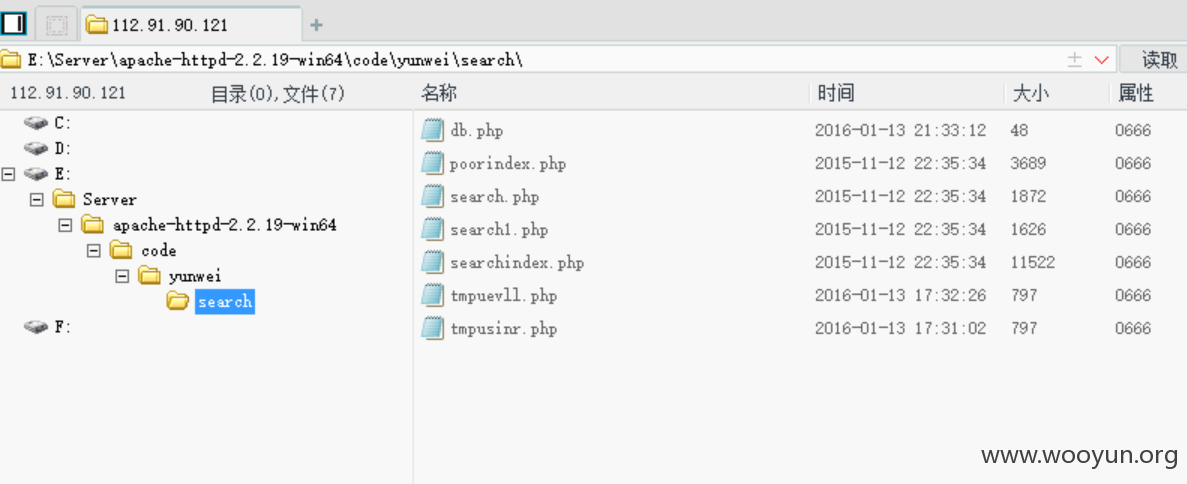 112.91.90.121
E:\Server\apache-httpd-2.2.19-win64\code\yunwei\search\ 读取
112.91.90.121 目录(0),文件(7) 名称 时间 大小 属性
C:
D:
E:
Server
apache-httpd-2.2.19-win64
code
yunwei
search
F:
db.php 2016-01-13 21:33:12 48 0666
poorindex.php 2015-11-12 22:35:34 3689 0666
search.php 2015-11-12 22:35:34 1872 0666
search1.php 2015-11-12 22:35:34 1626 0666
searchindex.php 2015-11-12 22:35:34 11522 0666
tmpuevll.php 2016-01-13 17:32:26 797 0666
tmpusinr.php 2016-01-13 17:31:02 797 0666
www.wooyun.org